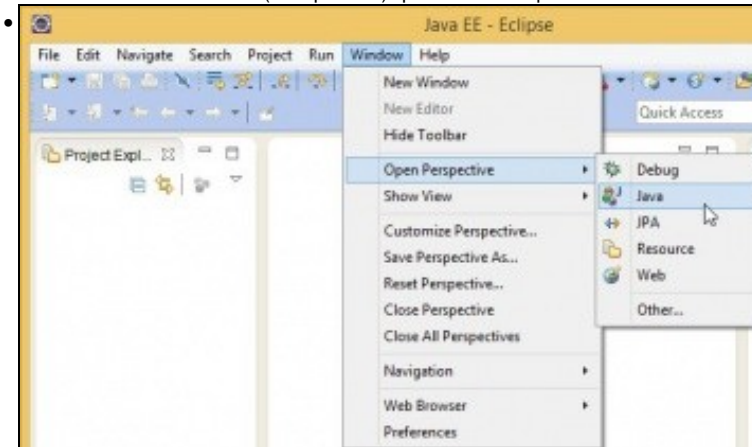 Java EE - Eclipse
File Edit Navigate Search Project Run Window Help
New Window
New Editor
Quick Access
Hide Toolbar
Project Expl...
Open Perspective
Debug
Show View
Java
Customize Perspective...
JPA
Save Perspective As...
Resource
Reset Perspective...
Web
Close Perspective
Other...
Close All Perspectives
Navigation
Web Browser
Preferences